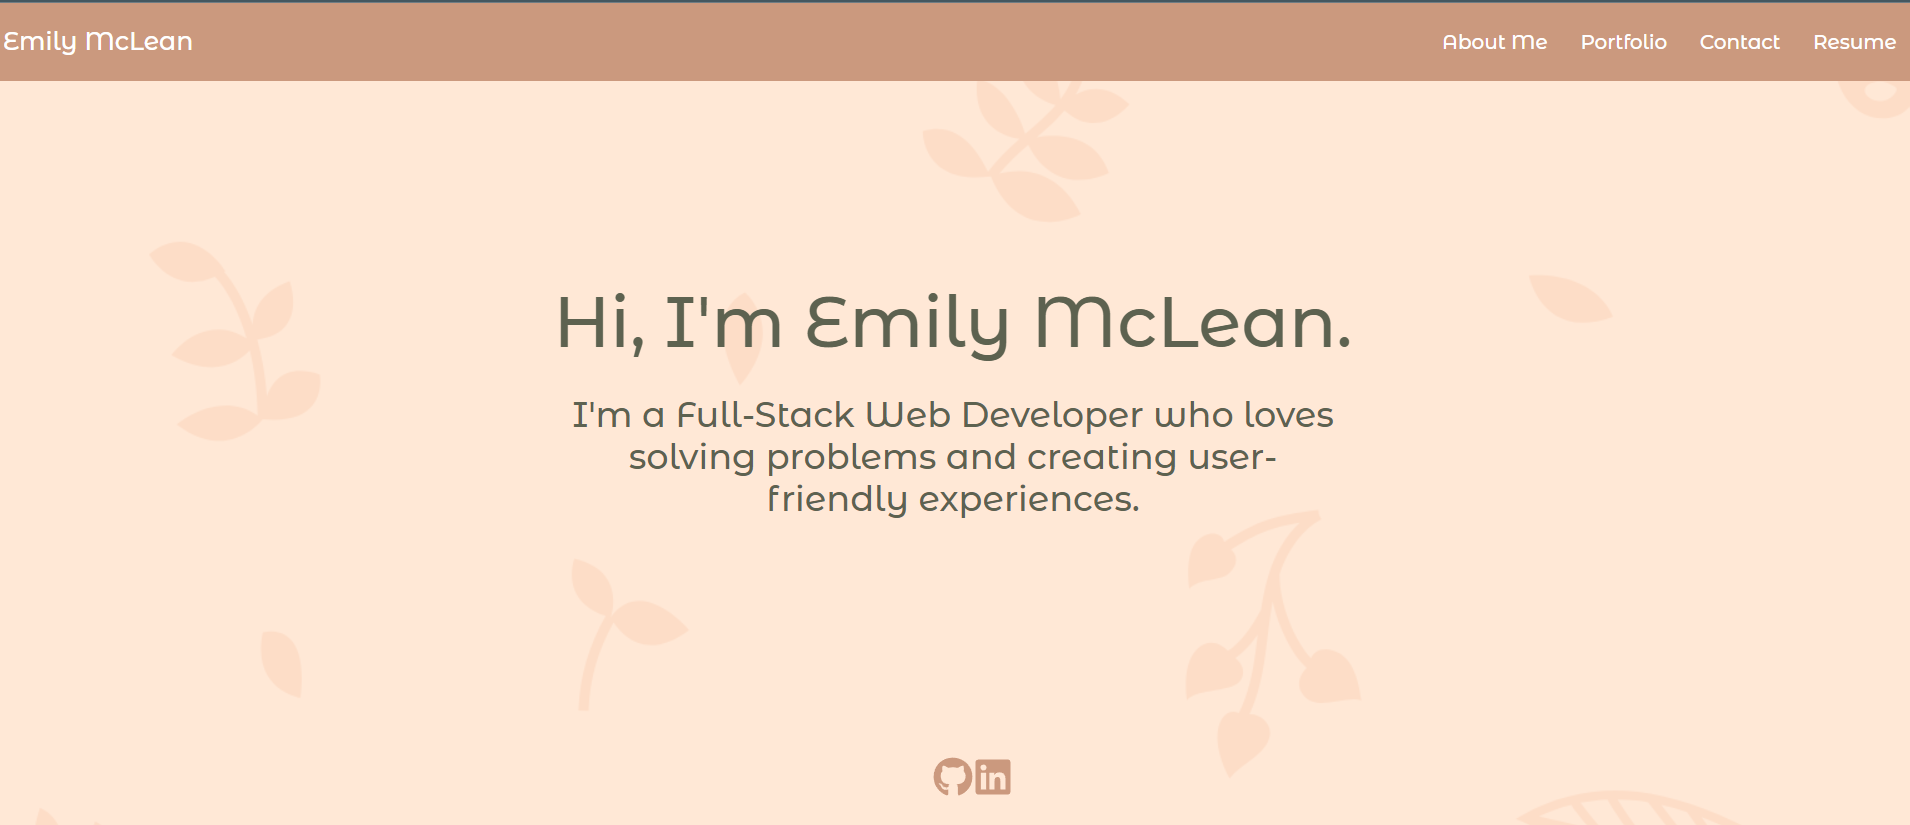 Emily McLean
About Me Portfolio Contact Resume
Hi, I'm Emily McLean.
I'm a Full-Stack Web Developer who loves
solving problems and creating user-
friendly experiences.
in